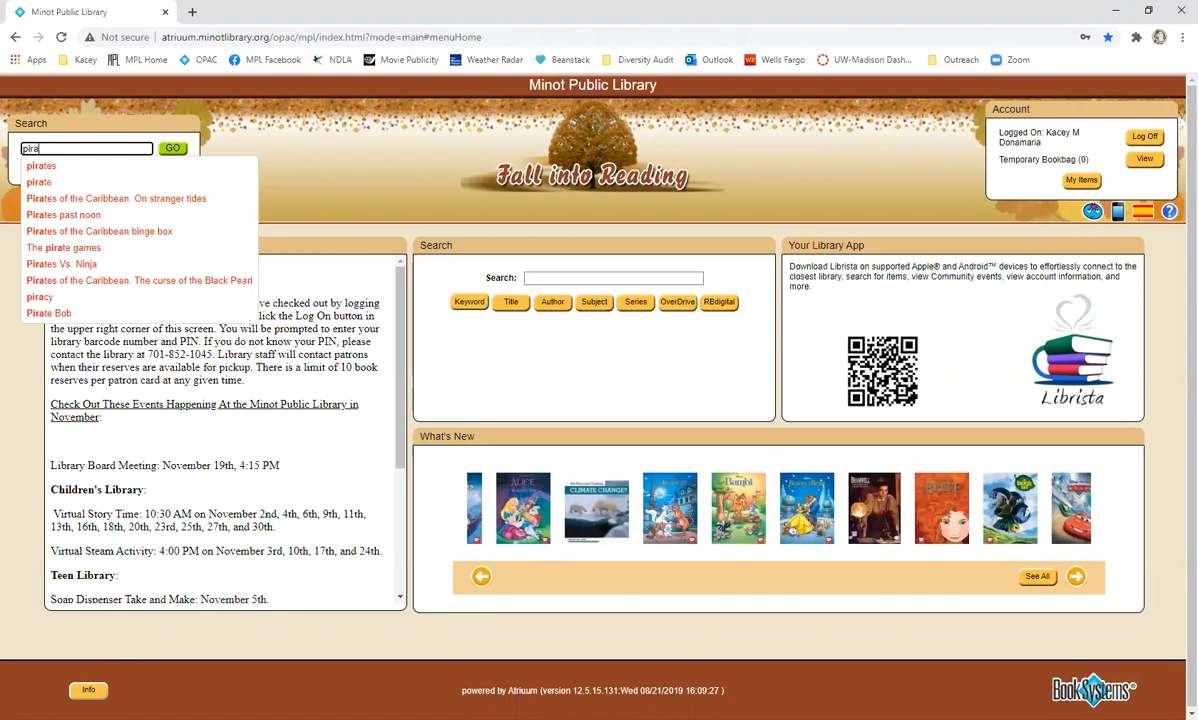 Minot Public Library
Not secure | atriuum.minotlibrary.org/opac/mpl/index.html?mode=main#menuHome
Apps Kacey MPL Home OPAC MPL Facebook NDLA Movie Publicity Weather Radar Beanstack Diversity Audit Outlook Wells Fargo UW-Madison Dash... Outreach Zoom
Minot Public Library
Search
pira GO
pirates
pirate
Pirates of the Caribbean. On stranger tides
Pirates past noon
Pirates of the Caribbean binge box
The pirate games
Pirates Vs. Ninja
Pirates of the Caribbean. The curse of the Black Pearl
piracy
Pirate Bob
Fall into Reading
Account
Logged On: Kacey M
Donamaria
Log Off
Temporary Bookbag (0)
View
My Items
ve checked out by logging
lick the Log On button in
the upper right corner of this screen. You will be prompted to enter your
library barcode number and PIN. If you do not know your PIN, please
contact the library at 701-852-1045. Library staff will contact patrons
when their reserves are available for pickup. There is a limit of 10 book
reserves per patron card at any given time.
Check Out These Events Happening At the Minot Public Library in
November:
Library Board Meeting: November 19th, 4:15 PM
Children's Library:
Virtual Story Time: 10:30 AM on November 2nd, 4th, 6th, 9th, 11th,
13th, 16th, 18th, 20th, 23rd, 25th, 27th, and 30th.
Virtual Steam Activity: 4:00 PM on November 3rd, 10th, 17th, and 24th.
Teen Library:
Soap Dispenser Take and Make: November 5th.
Search
Search:
Keyword Title Author Subject Series OverDrive RBdigital
Your Library App
Download Librista on supported Apple® and Android™ devices to effortlessly connect to the
closest library, search for items, view Community events, view account information, and
more.
Librista
What's New
CLIMATE CHANGE?
Bambi
See All
Info
powered by Atriuum (version 12.5.15.131:Wed 08/21/2019 16:09:27 )
BookSystems®